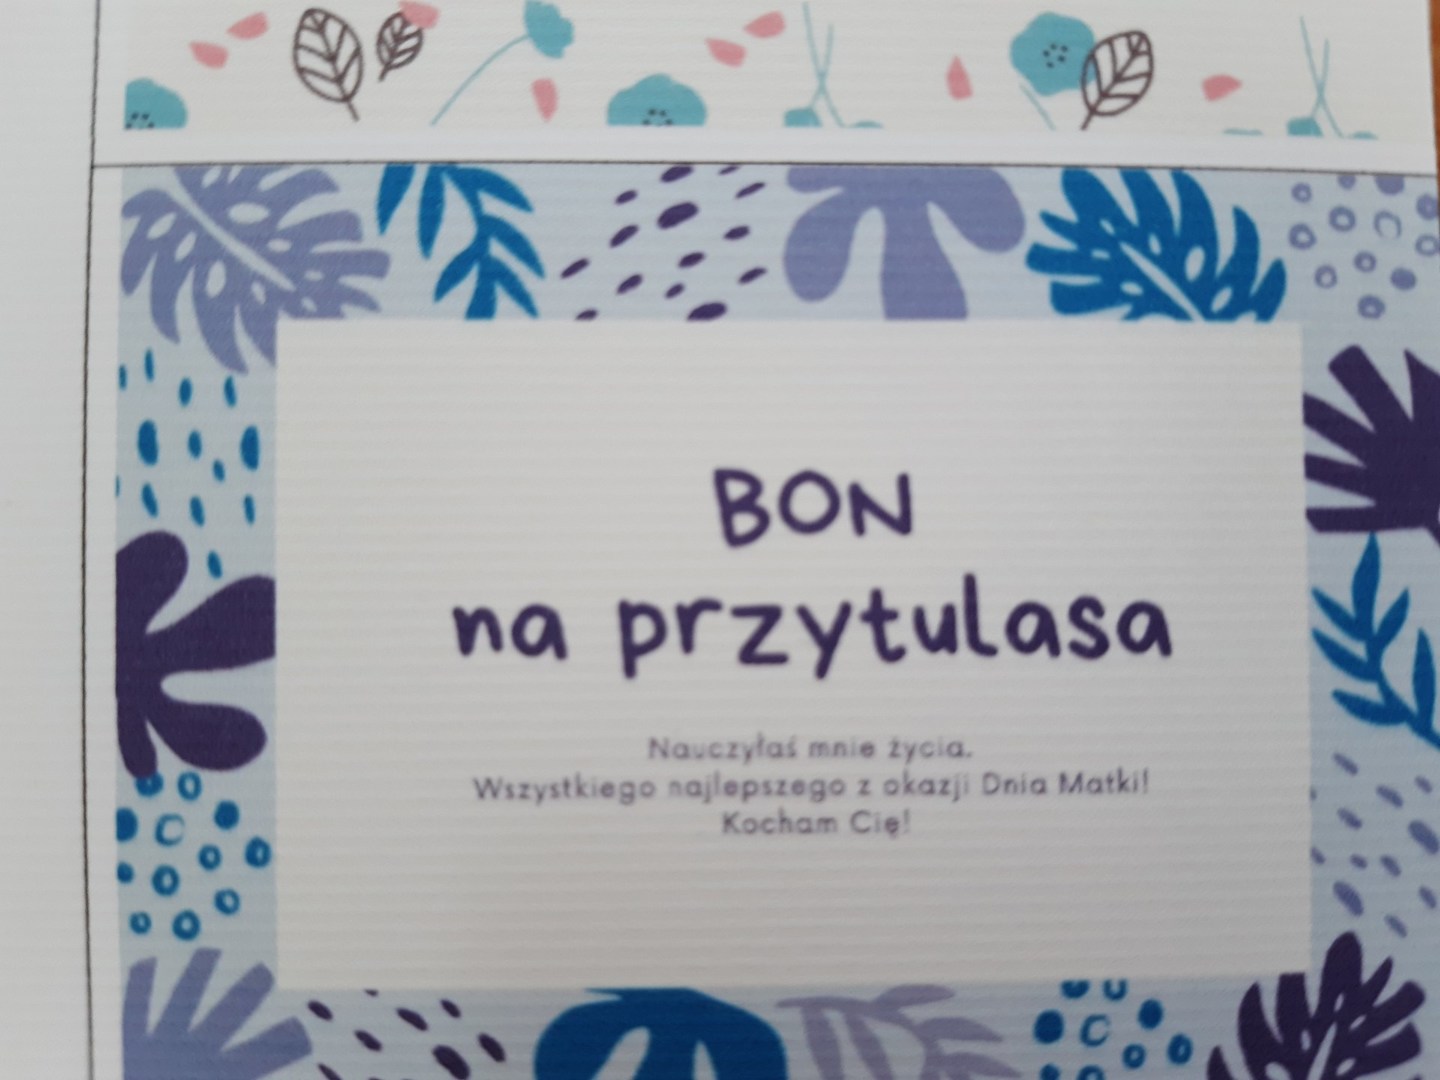 BON
na przytulasa
Nauczyłaś mnie życia.
Wszystkiego najlepszego z okazji Dnia Matki!
Kocham Cię!